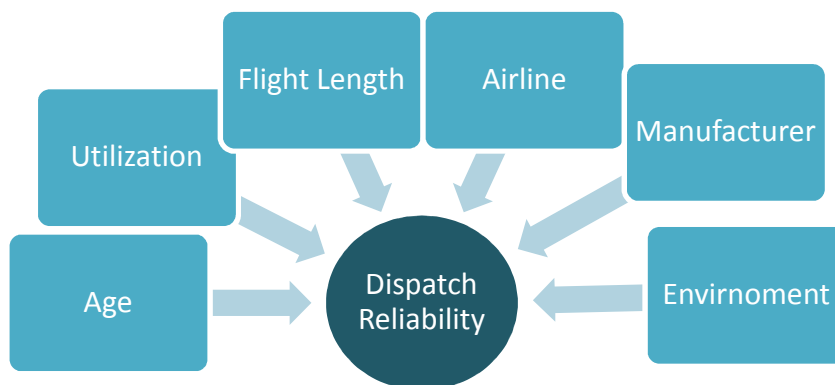 Flight Length
Airline
Manufacturer
Utilization
Envirnoment
Age
Dispatch
Reliability